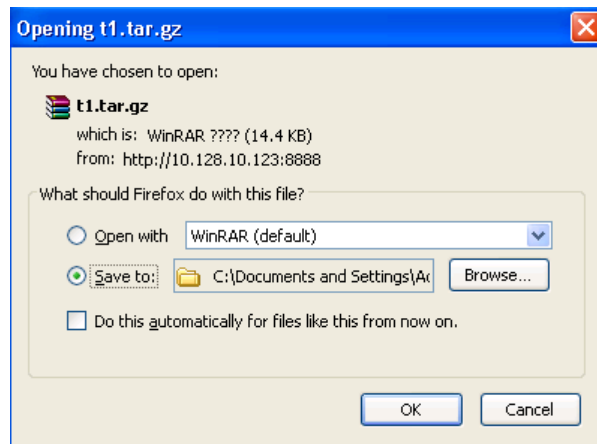 Opening t1.tar.gz
You have chosen to open:
t1.tar.gz
which is: WinRAR ???? (14.4 KB)
from: http://10.128.10.123:8888
What should Firefox do with this file?
Open with WinRAR (default)
Save to: C:\Documents and Settings\Ac Browse...
Do this automatically for files like this from now on.
OK Cancel